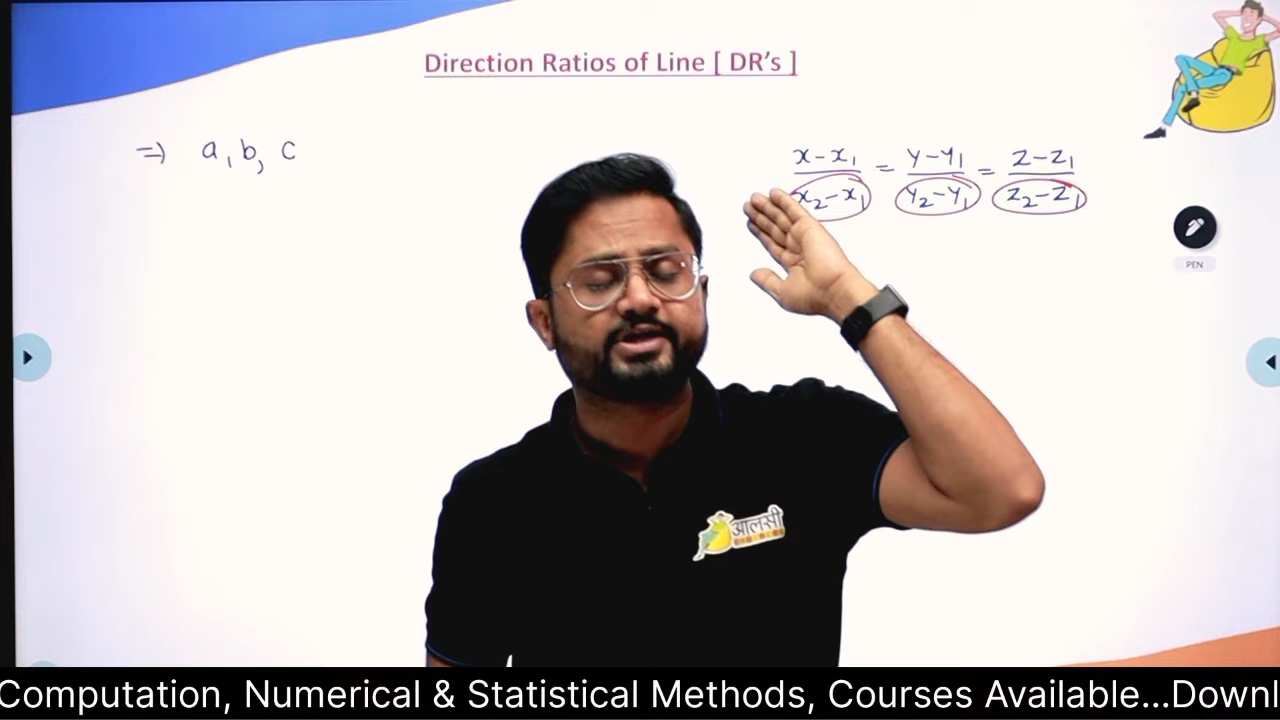 Direction Ratios of Line [ DR's ]
=) a, b, c
x-x₁/x₂-x₁ = y-y₁/y₂-y₁ = z-z₁/z₂-z₁
PEN
आलसी
Computation, Numerical & Statistical Methods, Courses Available...Downl